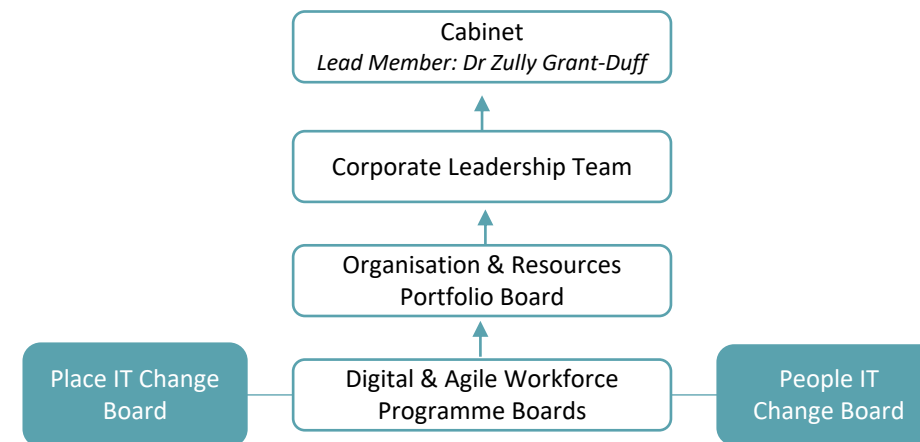 Cabinet
Lead Member: Dr Zully Grant-Duff
Corporate Leadership Team
Organisation & Resources
Portfolio Board
Place IT Change
Board
Digital & Agile Workforce
Programme Boards
People IT
Change Board